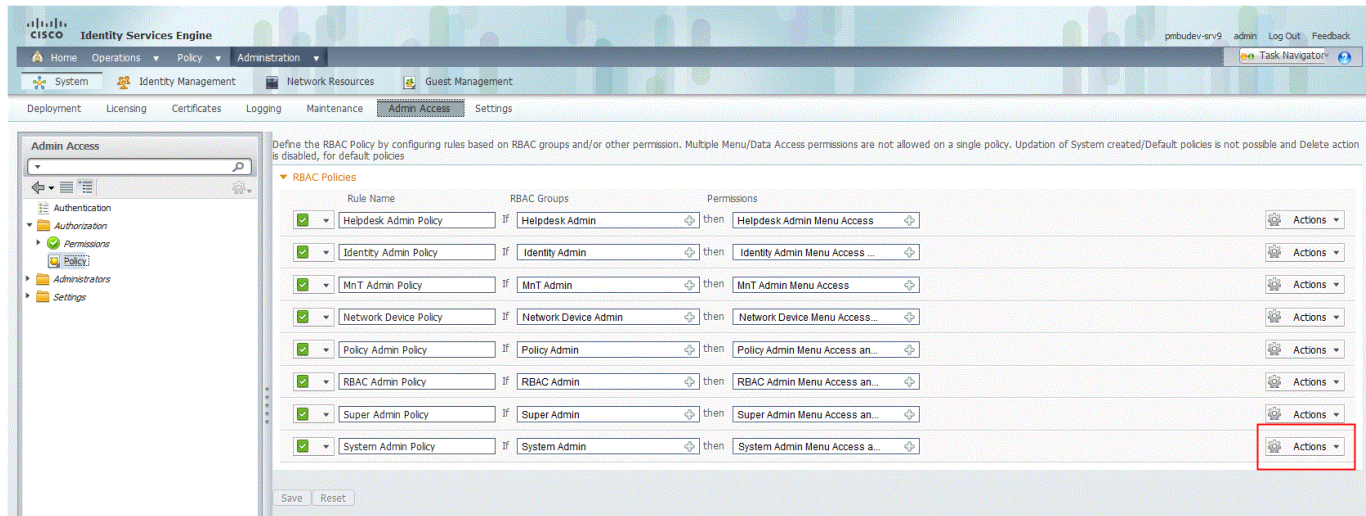 CISCO Identity Services Engine
pmbudev-srv9 admin Log Out Feedback
Home Operations Policy Administration
Task Navigator
System Identity Management Network Resources Guest Management
Deployment Licensing Certificates Logging Maintenance Admin Access Settings
Admin Access
Authentication
Authorization
Permissions
Policy
Administrators
Settings
Define the RBAC Policy by configuring rules based on RBAC groups and/or other permission. Multiple Menu/Data Access permissions are not allowed on a single policy. Updation of System created/Default policies is not possible and Delete action
is disabled, for default policies
RBAC Policies
Rule Name RBAC Groups Permissions
Helpdesk Admin Policy If Helpdesk Admin then Helpdesk Admin Menu Access Actions
Identity Admin Policy If Identity Admin then Identity Admin Menu Access ... Actions
MnT Admin Policy If MnT Admin then MnT Admin Menu Access Actions
Network Device Policy If Network Device Admin then Network Device Menu Access... Actions
Policy Admin Policy If Policy Admin then Policy Admin Menu Access an... Actions
RBAC Admin Policy If RBAC Admin then RBAC Admin Menu Access an... Actions
Super Admin Policy If Super Admin then Super Admin Menu Access an... Actions
System Admin Policy If System Admin then System Admin Menu Access a... Actions
Save Reset